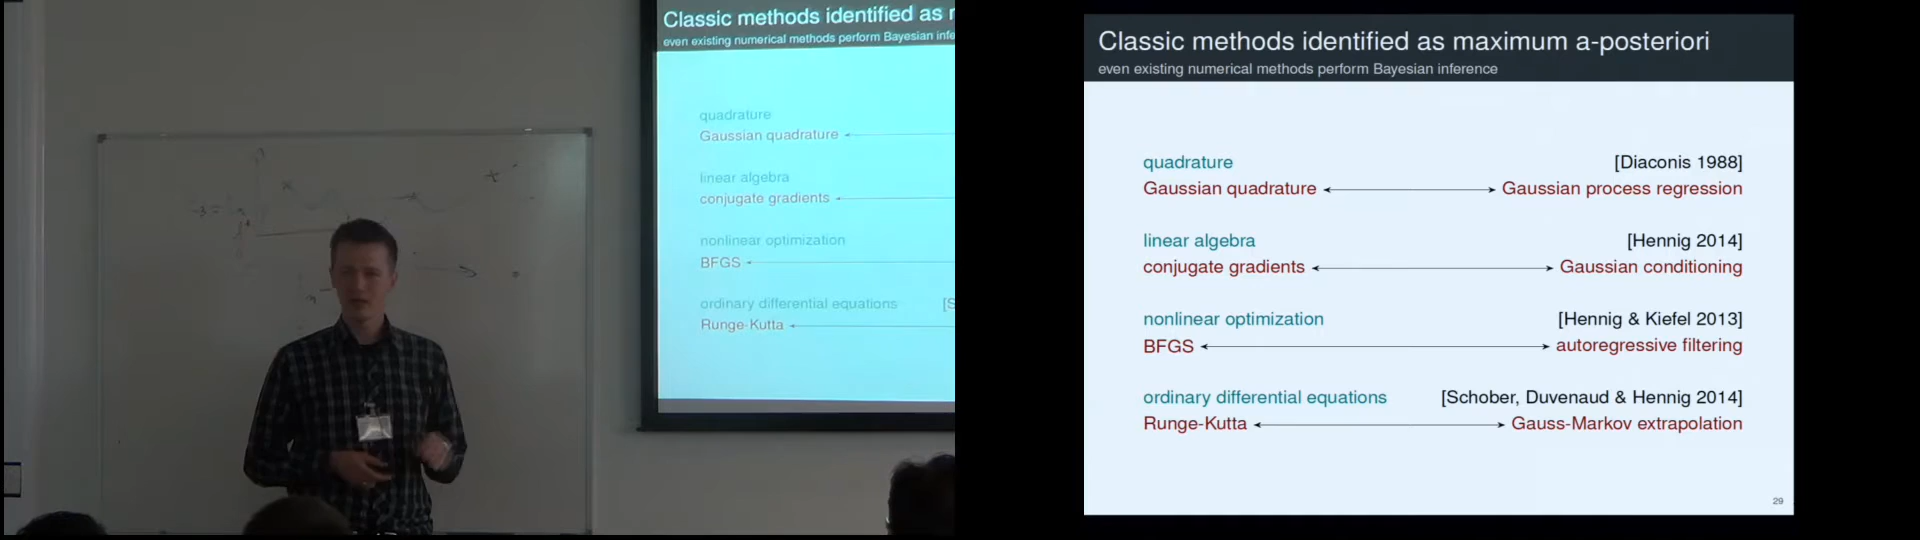 Classic methods identified as
even existing numerical methods perform Bayesian infe
quadrature
Gaussian quadrature
linear algebra
conjugate gradients
nonlinear optimization
BFGS
ordinary differential equations [S
Runge-Kutta
Classic methods identified as maximum a-posteriori
even existing numerical methods perform Bayesian inference
quadrature [Diaconis 1988]
Gaussian quadrature Gaussian process regression
linear algebra [Hennig 2014]
conjugate gradients Gaussian conditioning
nonlinear optimization [Hennig & Kiefel 2013]
BFGS autoregressive filtering
ordinary differential equations [Schober, Duvenaud & Hennig 2014]
Runge-Kutta Gauss-Markov extrapolation
29